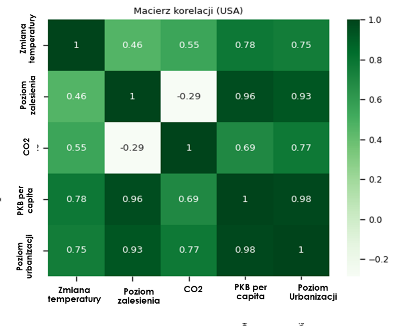 Macierz korelacji (USA)
Zmiana
temperatury
1
0.46
0.55
0.78
0.75
Poziom
zalesienia
0.46
1
-0.29
0.96
0.93
CO2
0.55
-0.29
1
0.69
0.77
PKB per
capita
0.78
0.96
0.69
1
0.98
Poziom
urbanizacji
0.75
0.93
0.77
0.98
1
Zmiana
temperatury
Poziom
zalesienia
CO2
PKB per
capita
Poziom
Urbanizacji
1.0
0.8
0.6
0.4
0.2
0.0
−0.2